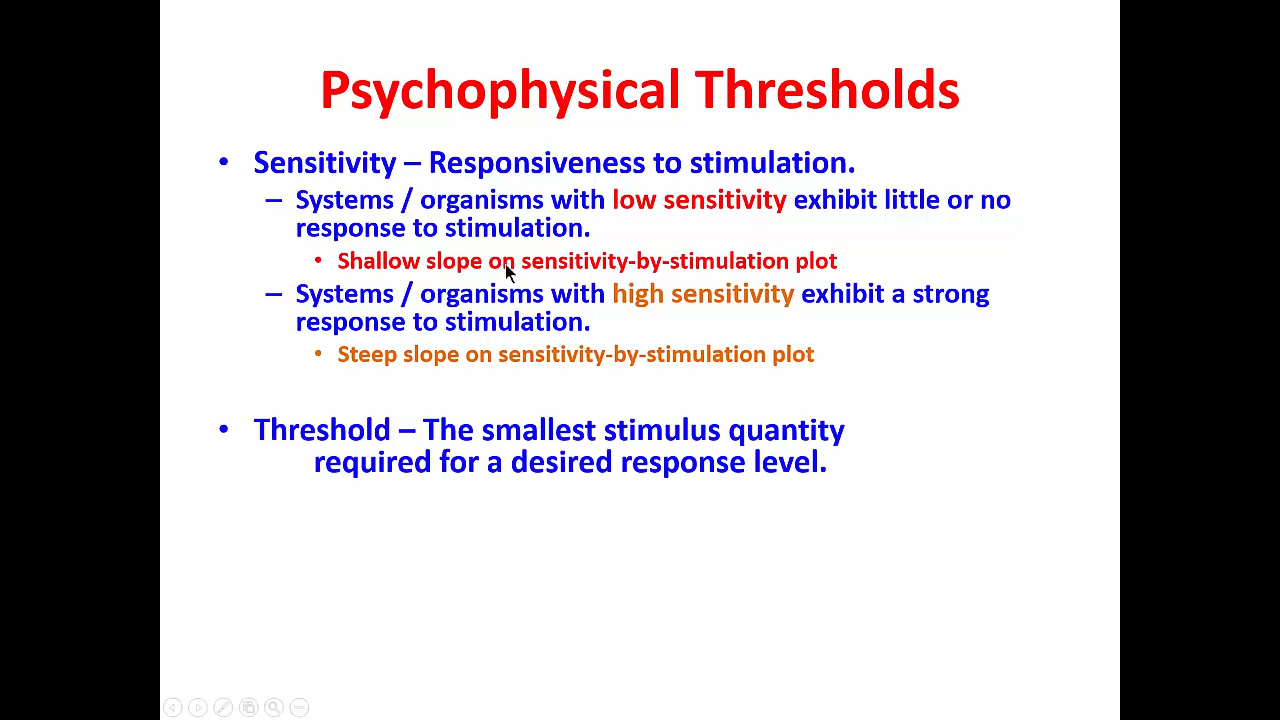 Psychophysical Thresholds
• Sensitivity – Responsiveness to stimulation.
– Systems / organisms with low sensitivity exhibit little or no
response to stimulation.
• Shallow slope on sensitivity-by-stimulation plot
– Systems / organisms with high sensitivity exhibit a strong
response to stimulation.
• Steep slope on sensitivity-by-stimulation plot
• Threshold – The smallest stimulus quantity
required for a desired response level.